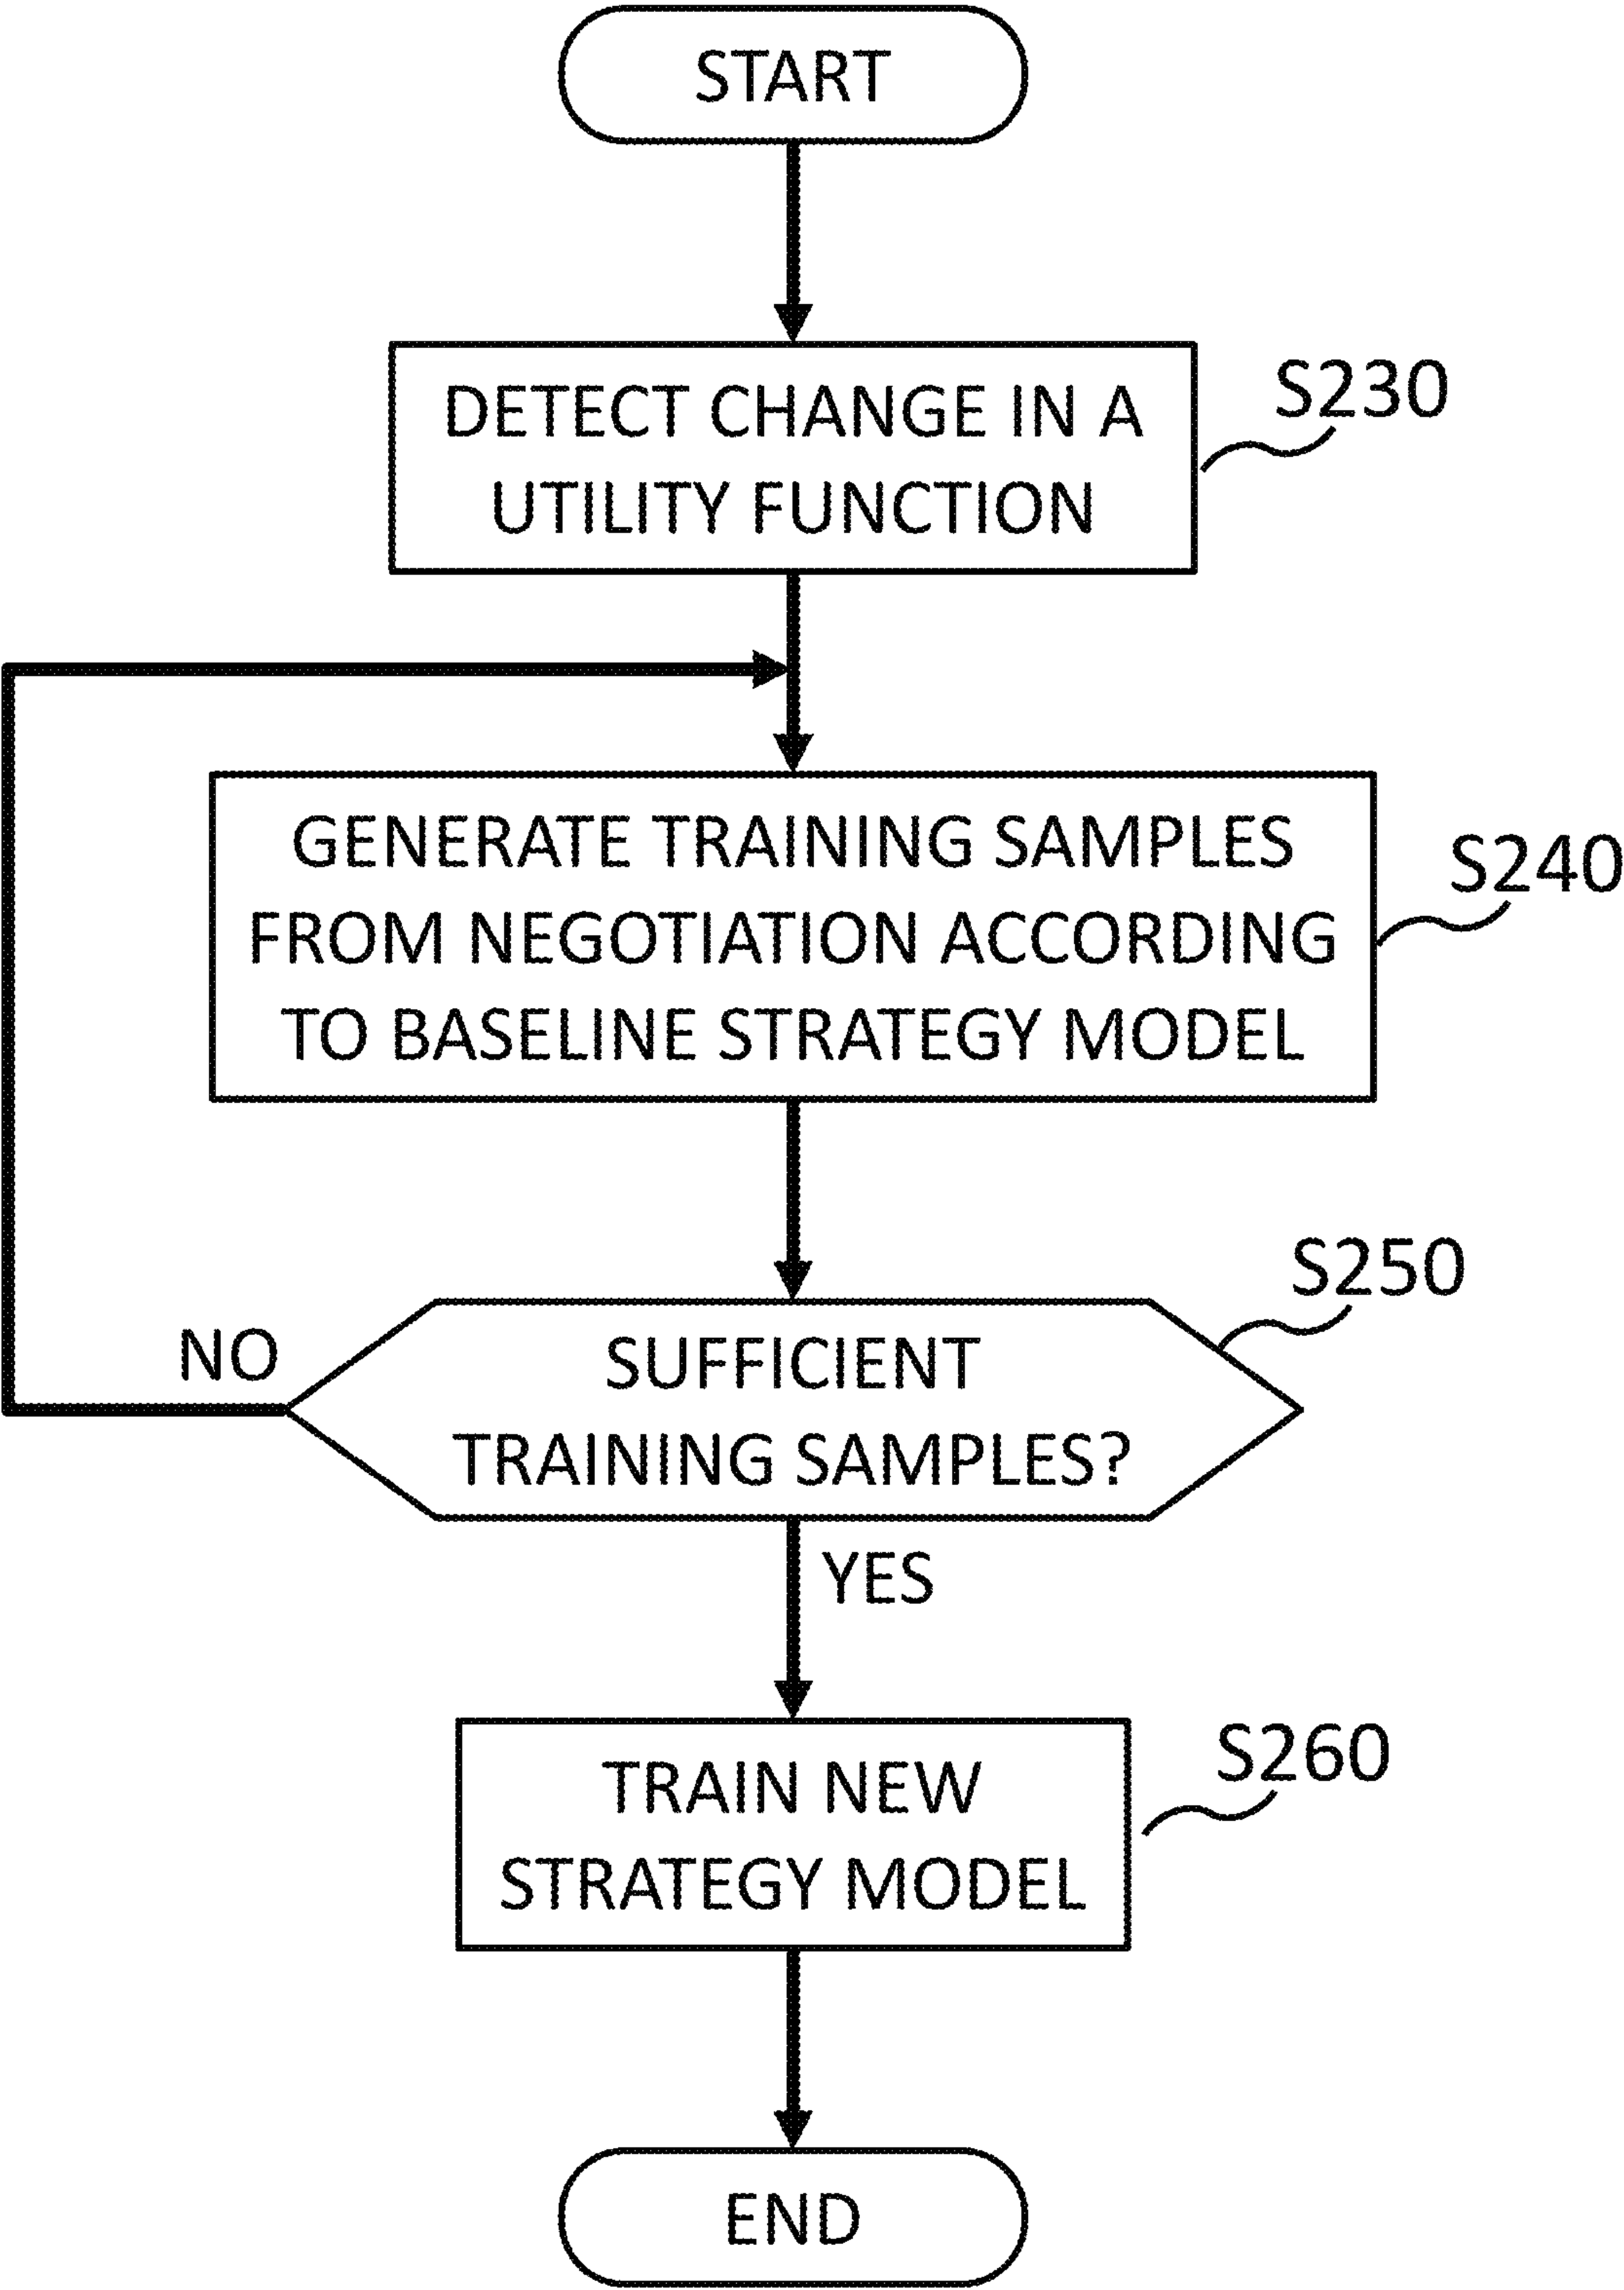 START
DETECT CHANGE IN A
UTILITY FUNCTION
S230
GENERATE TRAINING SAMPLES
FROM NEGOTIATION ACCORDING
TO BASELINE STRATEGY MODEL
S240
SUFFICIENT
TRAINING SAMPLES?
S250
NO
YES
TRAIN NEW
STRATEGY MODEL
S260
END